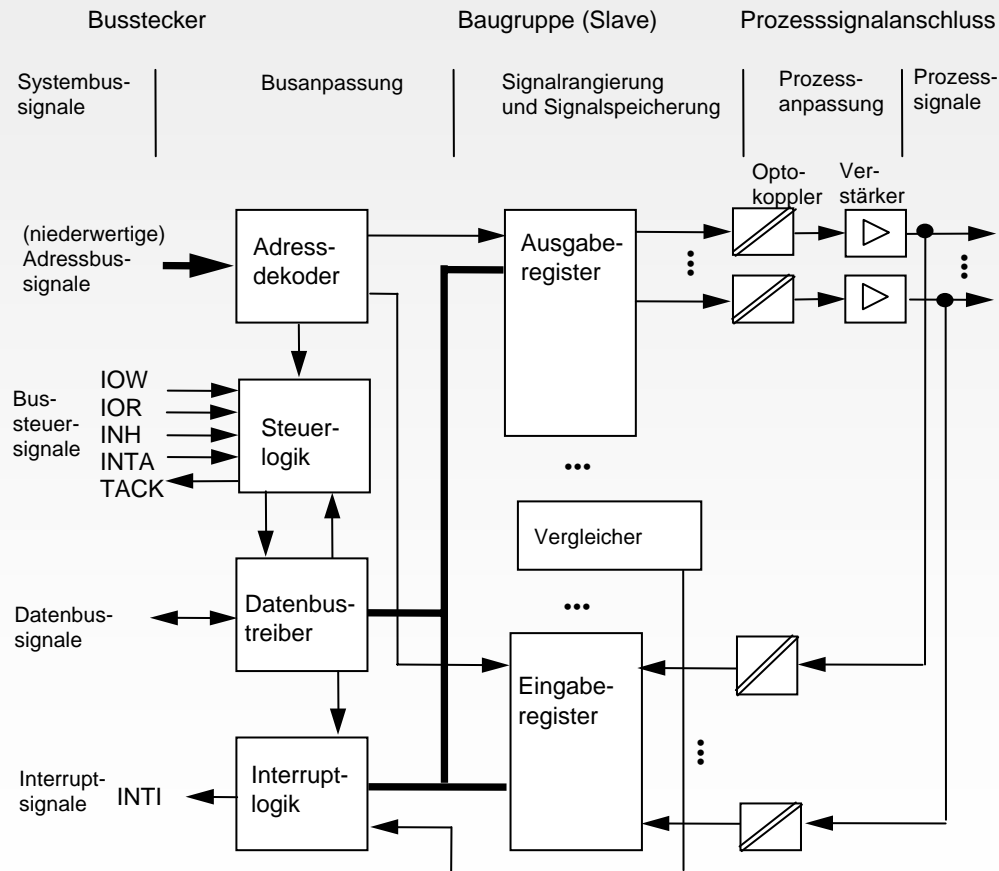 Busstecker
Baugruppe (Slave)
Prozesssignalanschluss
Systembus-
signale
Busanpassung
Signalrangierung
und Signalspeicherung
Prozess-
anpassung
Prozess-
signale
Opto-
koppler
Ver-
stärker
(niederwertige)
Adressbus-
signale
Adress-
dekoder
Ausgabe-
register
Bus-
steuer-
signale
IOW
IOR
INH
INTA
TACK
Steuer-
logik
Vergleicher
Datenbus-
signale
Datenbus-
treiber
Eingabe-
register
Interrupt-
signale
INTI
Interrupt-
logik